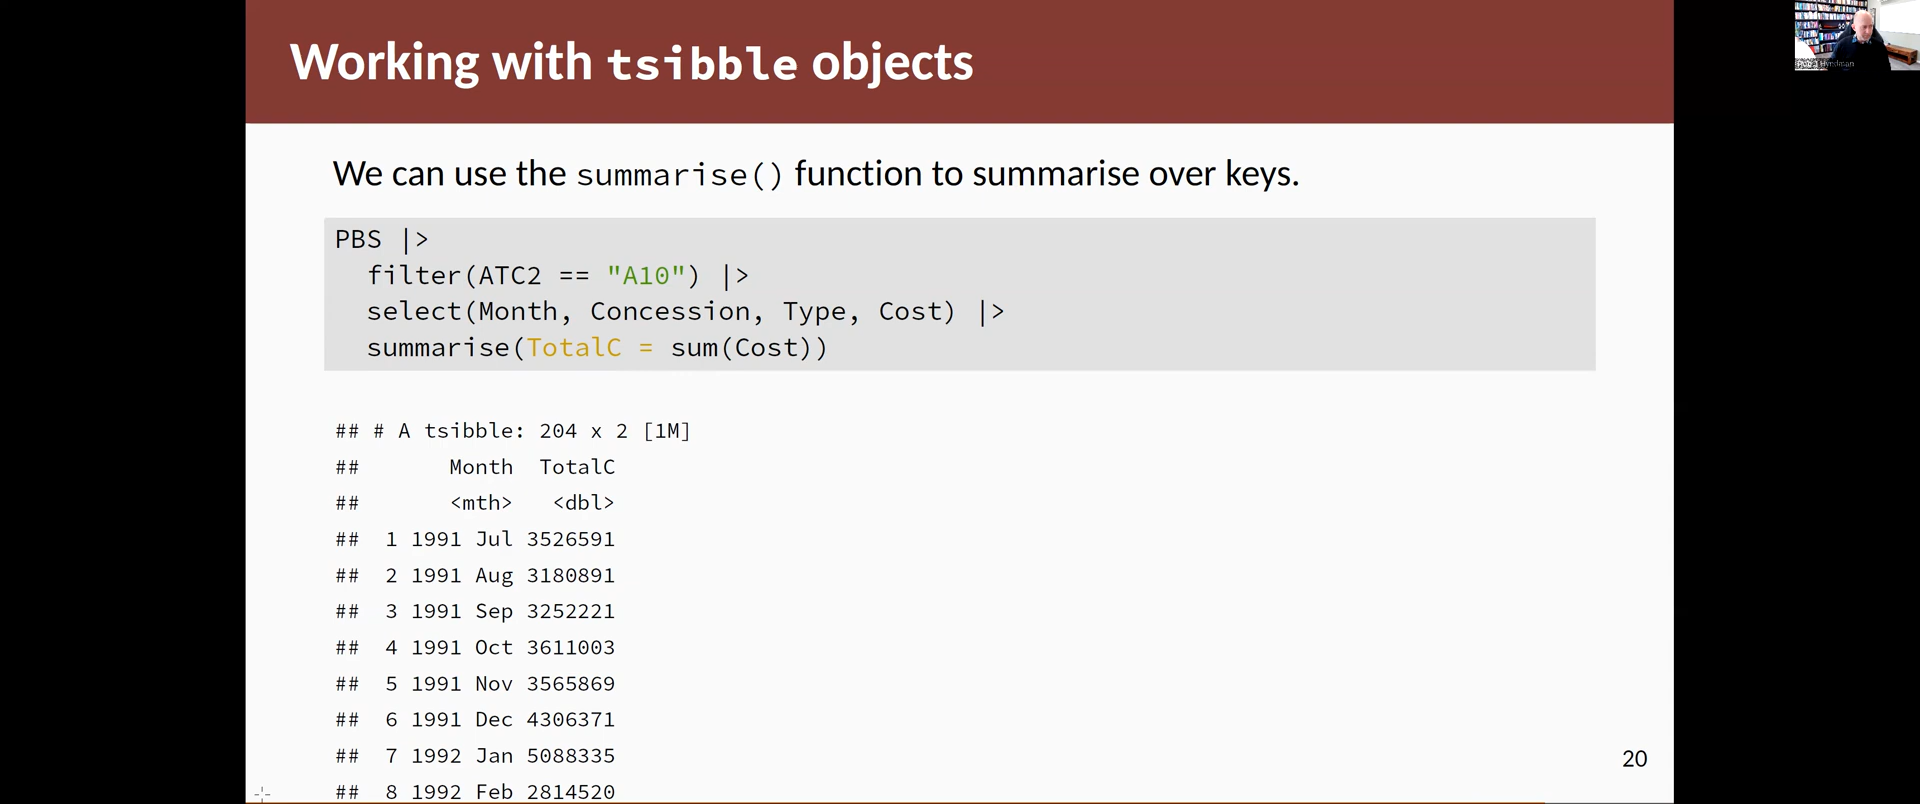 Working with tsibble objects
We can use the summarise() function to summarise over keys.
PBS |>
  filter(ATC2 == "A10") |>
  select(Month, Concession, Type, Cost) |>
  summarise(TotalC = sum(Cost))
## # A tsibble: 204 x 2 [1M]
##       Month  TotalC
##       <mth>   <dbl>
##  1 1991 Jul 3526591
##  2 1991 Aug 3180891
##  3 1991 Sep 3252221
##  4 1991 Oct 3611003
##  5 1991 Nov 3565869
##  6 1991 Dec 4306371
##  7 1992 Jan 5088335
##  8 1992 Feb 2814520
20